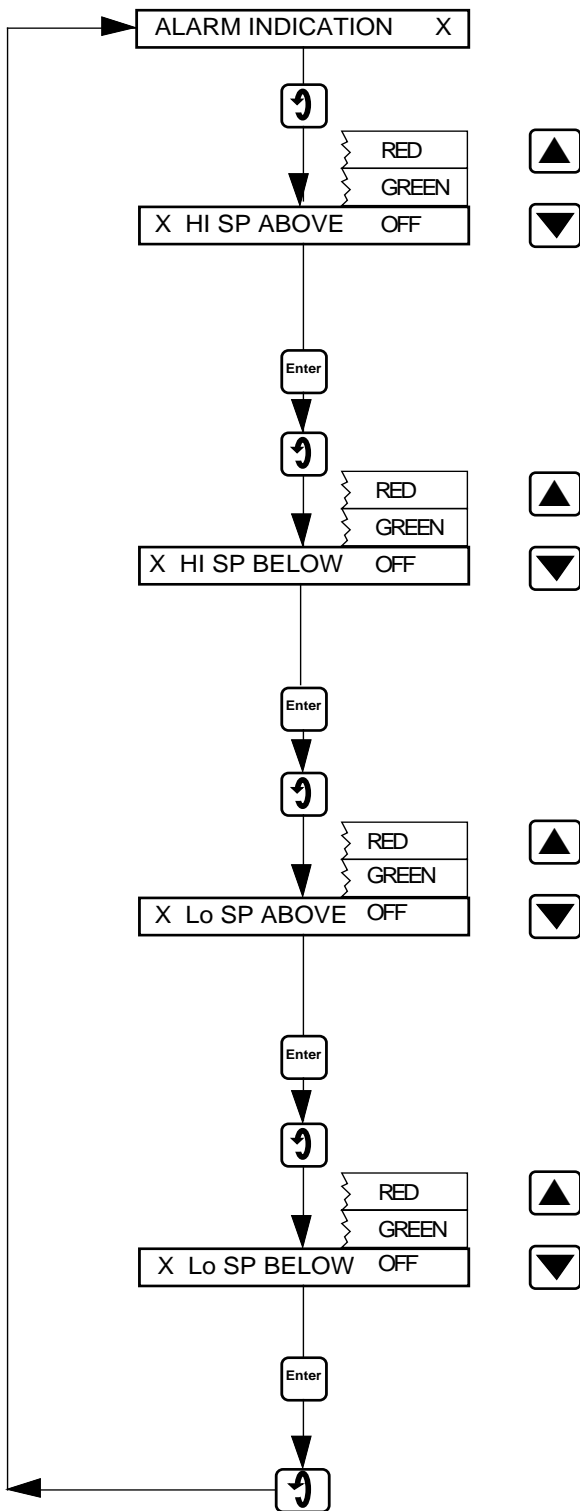 ALARM INDICATION X
RED
GREEN
X HI SP ABOVE OFF
Enter
RED
GREEN
X HI SP BELOW OFF
Enter
RED
GREEN
X Lo SP ABOVE OFF
Enter
RED
GREEN
X Lo SP BELOW OFF
Enter